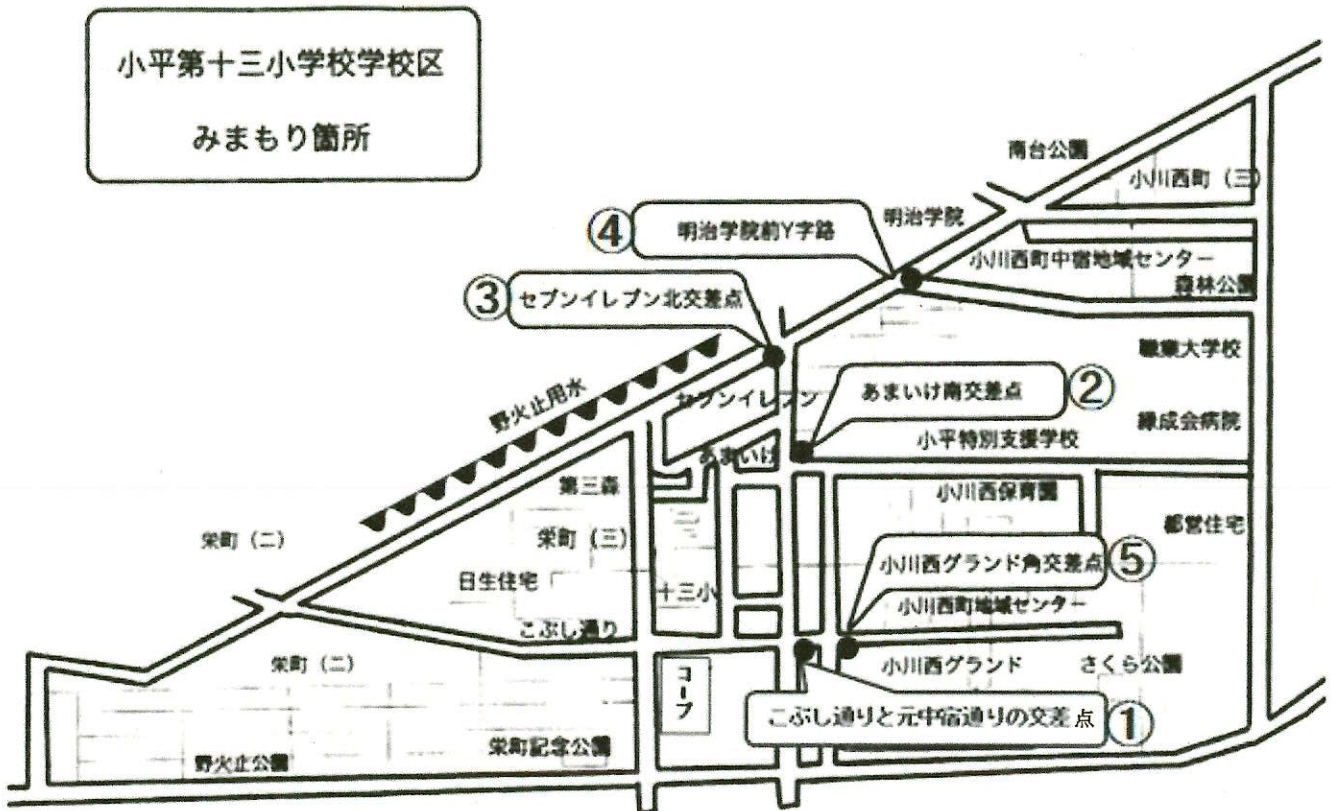 小平第十三小学校学校区
みまもり箇所
南台公園
小川西町（三）
明治学院
④
明治学院前Y字路
小川西町中宿地域センター
森林公園
③
セブンイレブン北交差点
職業大学校
野火止用水
セブンイレブン
あまいけ南交差点
②
緑成会病院
小平特別支援学校
あまいけ
第三森
小川西保育園
栄町（二）
栄町（三）
都営住宅
日生住宅
十三小
小川西グランド角交差点
⑤
小川西町地域センター
こぶし通り
栄町（二）
コープ
小川西グランド
さくら公園
こぶし通りと元中宿通りの交差点
①
栄町記念公園
野火止公園